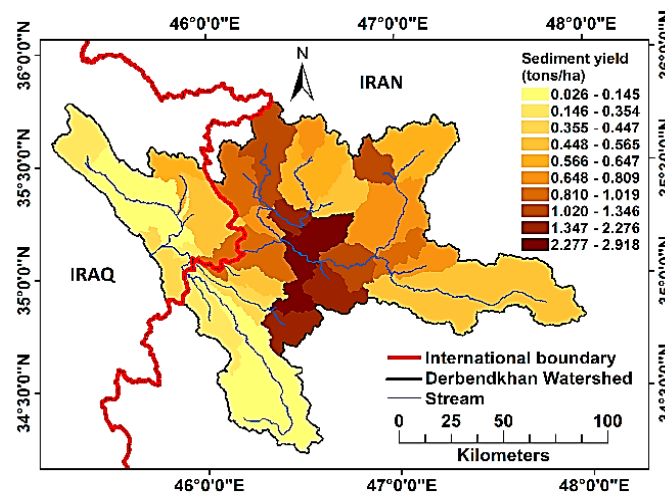 46°0'0"E 47°0'0"E 48°0'0"E
36°0'0"N
35°30'0"N
35°0'0"N
34°30'0"N
N
IRAN
IRAQ
Sediment yield
(tons/ha)
0.026 - 0.145
0.146 - 0.354
0.355 - 0.447
0.448 - 0.565
0.566 - 0.647
0.648 - 0.809
0.810 - 1.019
1.020 - 1.346
1.347 - 2.276
2.277 - 2.918
International boundary
Derbendkhan Watershed
Stream
0 25 50 100
Kilometers
46°0'0"E 47°0'0"E 48°0'0"E